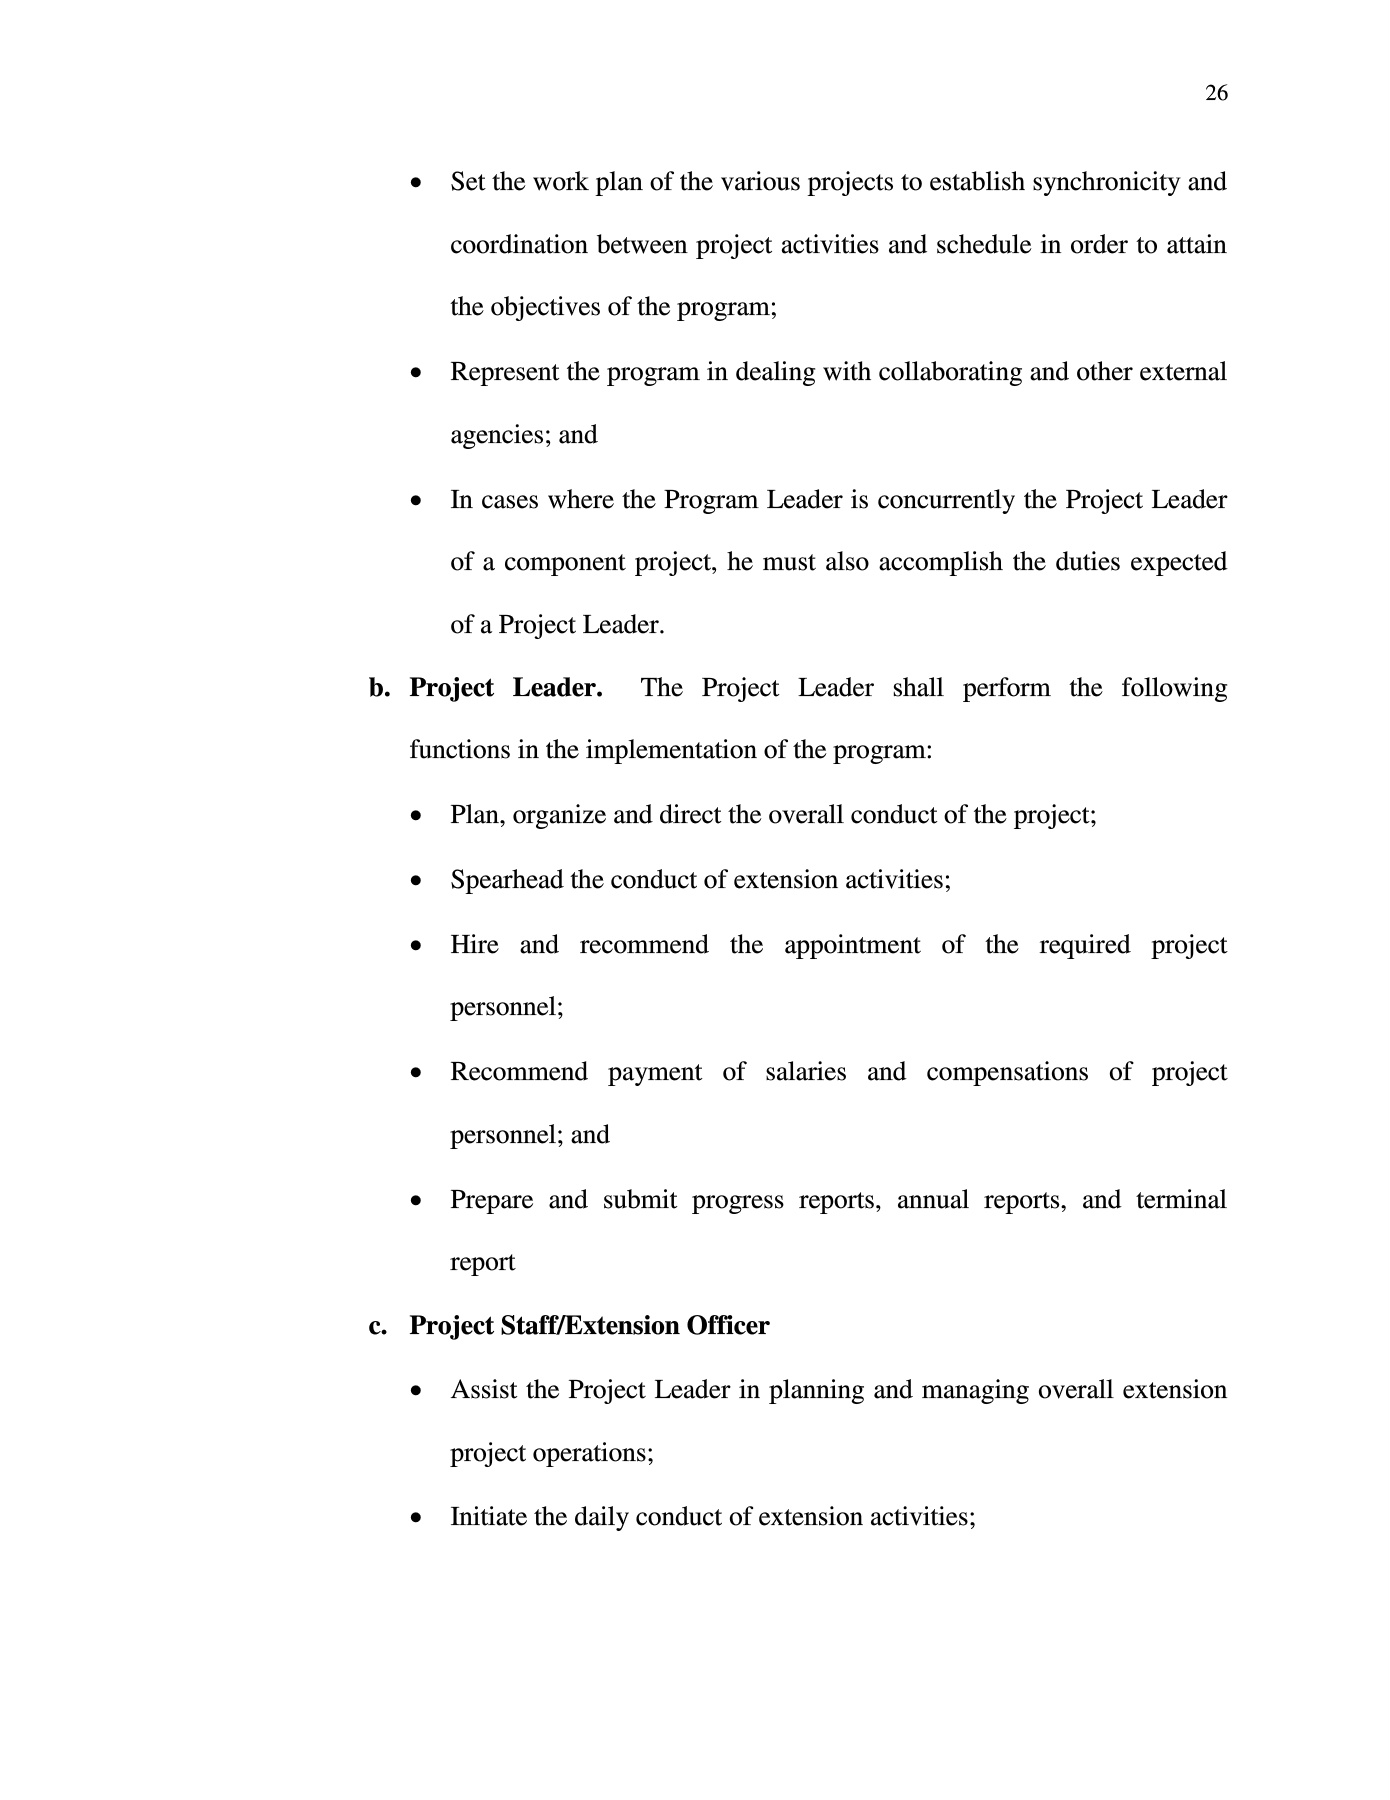 26
• Set the work plan of the various projects to establish synchronicity and
coordination between project activities and schedule in order to attain
the objectives of the program;
• Represent the program in dealing with collaborating and other external
agencies; and
• In cases where the Program Leader is concurrently the Project Leader
of a component project, he must also accomplish the duties expected
of a Project Leader.
b. Project Leader. The Project Leader shall perform the following
functions in the implementation of the program:
• Plan, organize and direct the overall conduct of the project;
• Spearhead the conduct of extension activities;
• Hire and recommend the appointment of the required project
personnel;
• Recommend payment of salaries and compensations of project
personnel; and
• Prepare and submit progress reports, annual reports, and terminal
report
c. Project Staff/Extension Officer
• Assist the Project Leader in planning and managing overall extension
project operations;
• Initiate the daily conduct of extension activities;